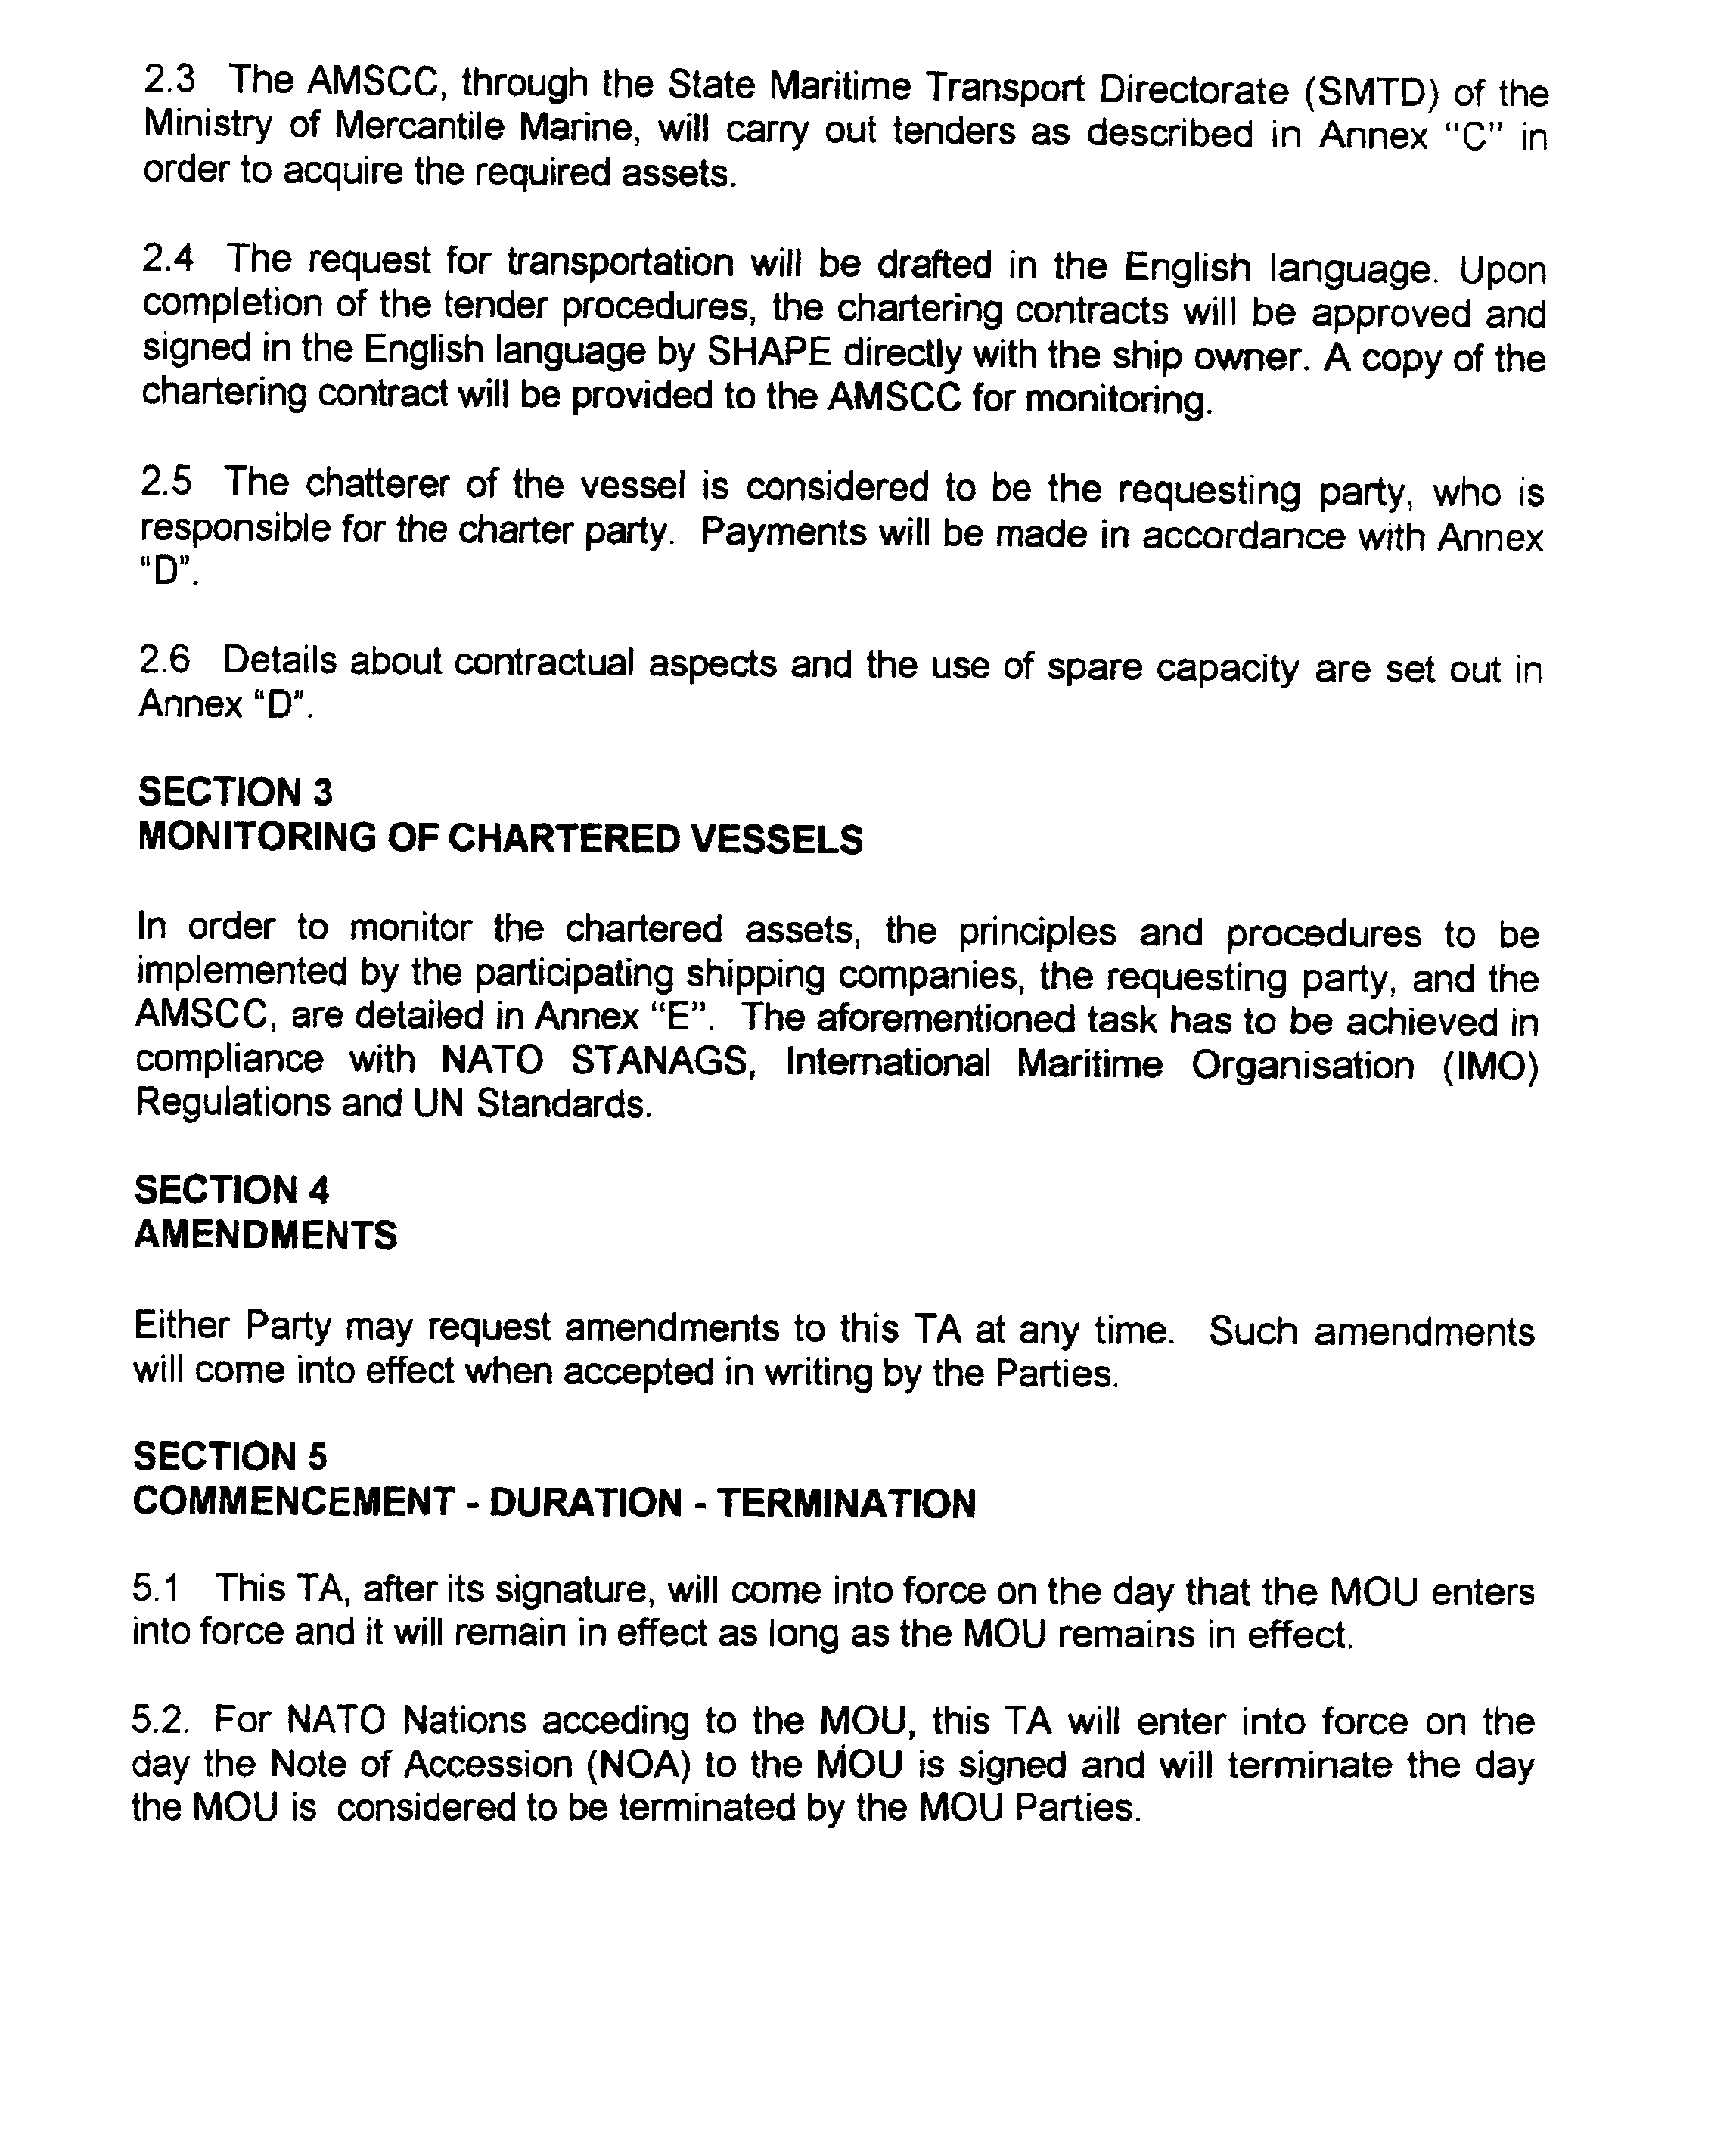 2.3 The AMSCC, through the State Maritime Transport Directorate (SMTD) of the
Ministry of Mercantile Marine, will carry out tenders as described in Annex “C” in
order to acquire the required assets.
2.4 The request for transportation will be drafted in the English language. Upon
completion of the tender procedures, the chartering contracts will be approved and
signed in the English language by SHAPE directly with the ship owner. A copy of the
chartering contract will be provided to the AMSCC for monitoring.
2.5 The chatterer of the vessel is considered to be the requesting party, who is
responsible for the charter party. Payments will be made in accordance with Annex
“D”.
2.6 Details about contractual aspects and the use of spare capacity are set out in
Annex “D”.
SECTION 3
MONITORING OF CHARTERED VESSELS
In order to monitor the chartered assets, the principles and procedures to be
implemented by the participating shipping companies, the requesting party, and the
AMSCC, are detailed in Annex “E”. The aforementioned task has to be achieved in
compliance with NATO STANAGS, International Maritime Organisation (IMO)
Regulations and UN Standards.
SECTION 4
AMENDMENTS
Either Party may request amendments to this TA at any time. Such amendments
will come into effect when accepted in writing by the Parties.
SECTION 5
COMMENCEMENT - DURATION - TERMINATION
5.1 This TA, after its signature, will come into force on the day that the MOU enters
into force and it will remain in effect as long as the MOU remains in effect.
5.2. For NATO Nations acceding to the MOU, this TA will enter into force on the
day the Note of Accession (NOA) to the MOU is signed and will terminate the day
the MOU is considered to be terminated by the MOU Parties.